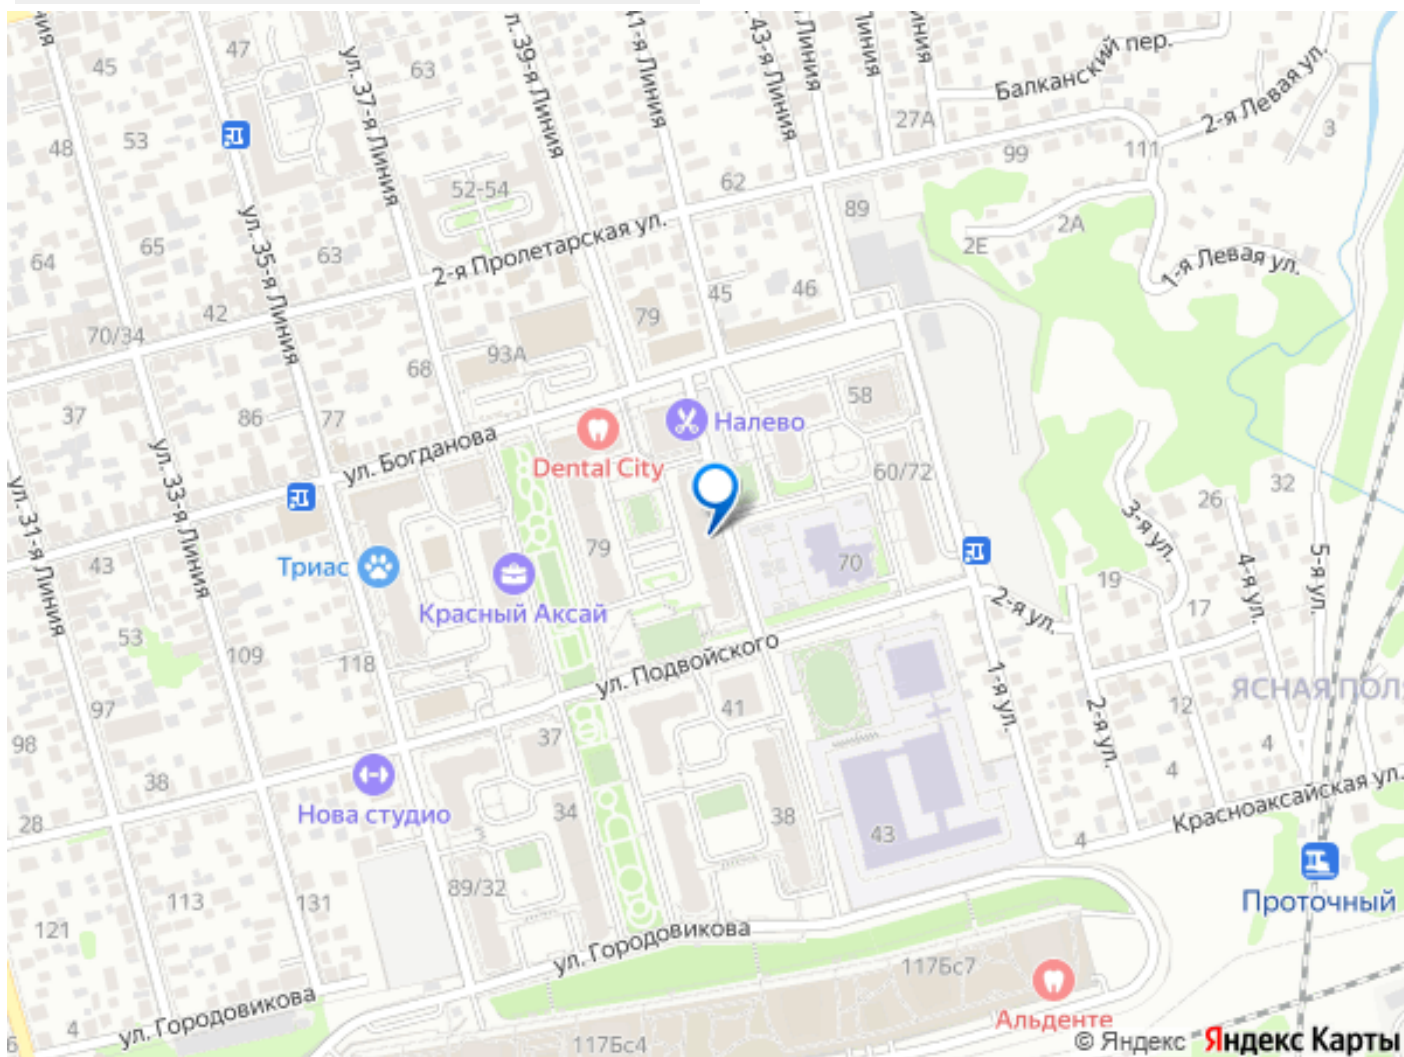 47
45
63
ул. 37-я Линия
ул. 39-я Линия
41-я Линия
43-я Линия
Линия
Линия
Балканский пер.
2-я Левая ул.
3
48
53
27А
99
111
52-54
62
89
2Е
2А
1-я Левая ул.
65
64
63
ул. 35-я Линия
2-я Пролетарская ул.
42
70/34
45
46
79
93А
68
37
86
77
58
Налево
ул. Богданова
Dental City
60/72
26
32
ул. 31-я Линия
ул. 33-я Линия
43
Триас
79
70
3-я ул.
4-я ул.
5-я ул.
Красный Аксай
19
17
2-я ул.
53
109
118
ул. Подвойского
1-я ул.
2-я ул.
ЯСНАЯ ПОЛЯ
97
98
41
37
12
4
4
38
Нова студио
28
34
38
43
4
Красноаксайская ул.
3
89/32
113
131
121
Проточный
ул. Городовикова
117Бс7
Альденте
ул. Городовикова
4
117Бс4
© Яндекс Яндекс Карты